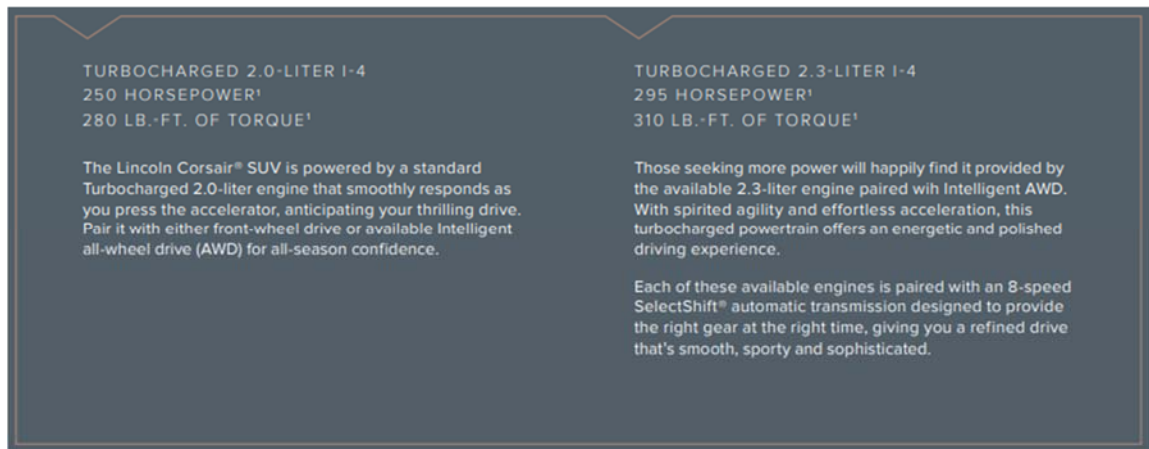 TURBOCHARGED 2.0-LITER I-4
250 HORSEPOWER¹
280 LB.-FT. OF TORQUE¹
The Lincoln Corsair® SUV is powered by a standard
Turbocharged 2.0-liter engine that smoothly responds as
you press the accelerator, anticipating your thrilling drive.
Pair it with either front-wheel drive or available Intelligent
all-wheel drive (AWD) for all-season confidence.
TURBOCHARGED 2.3-LITER I-4
295 HORSEPOWER¹
310 LB.-FT. OF TORQUE¹
Those seeking more power will happily find it provided by
the available 2.3-liter engine paired wih Intelligent AWD.
With spirited agility and effortless acceleration, this
turbocharged powertrain offers an energetic and polished
driving experience.
Each of these available engines is paired with an 8-speed
SelectShift® automatic transmission designed to provide
the right gear at the right time, giving you a refined drive
that's smooth, sporty and sophisticated.